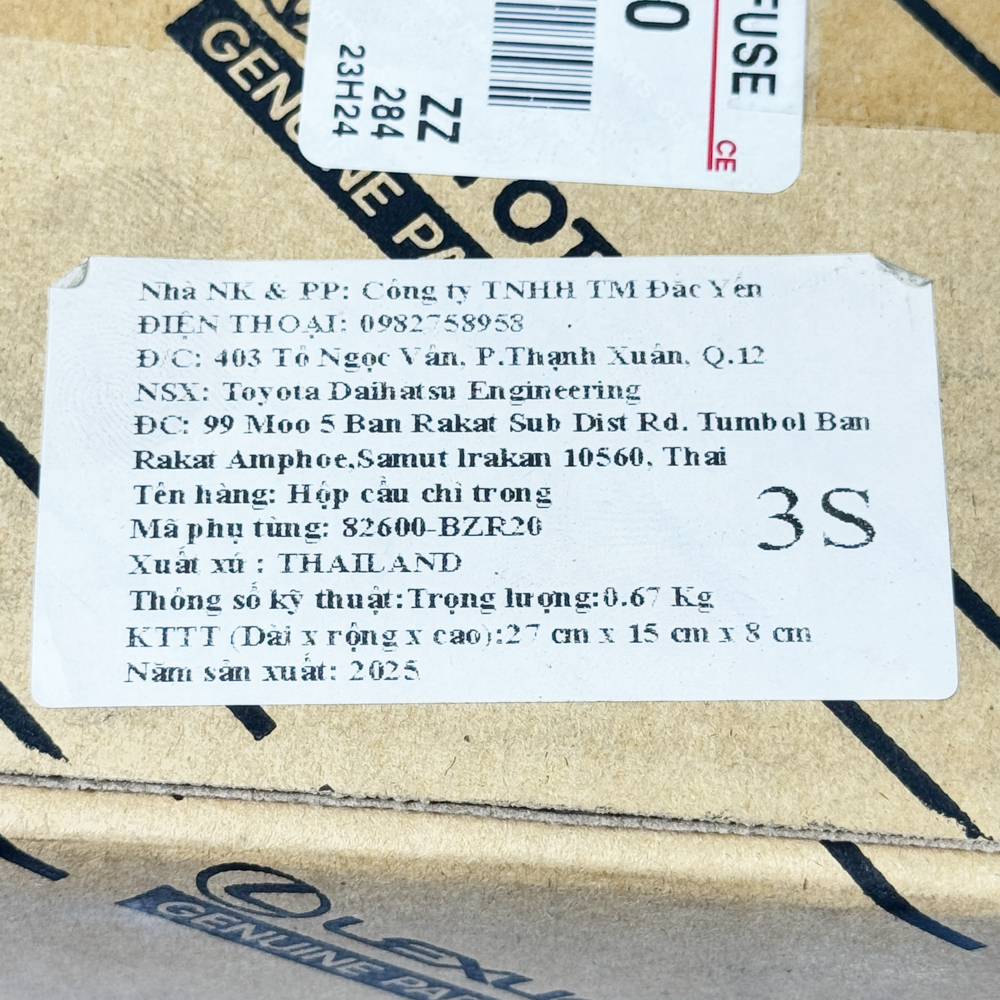 FUSE
0
CE
ZZ
284
23H24
GENUINE PA
TOYOT
Nhà NK & PP: Công ty TNHH TM Đắc Yến
ĐIỆN THOẠI: 0982758958
Đ/C: 403 Tô Ngọc Vân, P.Thạnh Xuân, Q.12
NSX: Toyota Daihatsu Engineering
ĐC: 99 Moo 5 Ban Rakat Sub Dist Rd. Tumbol Ban
Rakat Amphoe,Samut Irakan 10560, Thai
Tên hàng: Hộp cầu chì trong
Mã phụ tùng: 82600-BZR20
3S
Xuất xứ : THAILAND
Thông số kỹ thuật:Trọng lượng:0.67 Kg
KTTT (Dài x rộng x cao):27 cm x 15 cm x 8 cm
Năm sản xuất: 2025
LEXU
GENUINE PAR